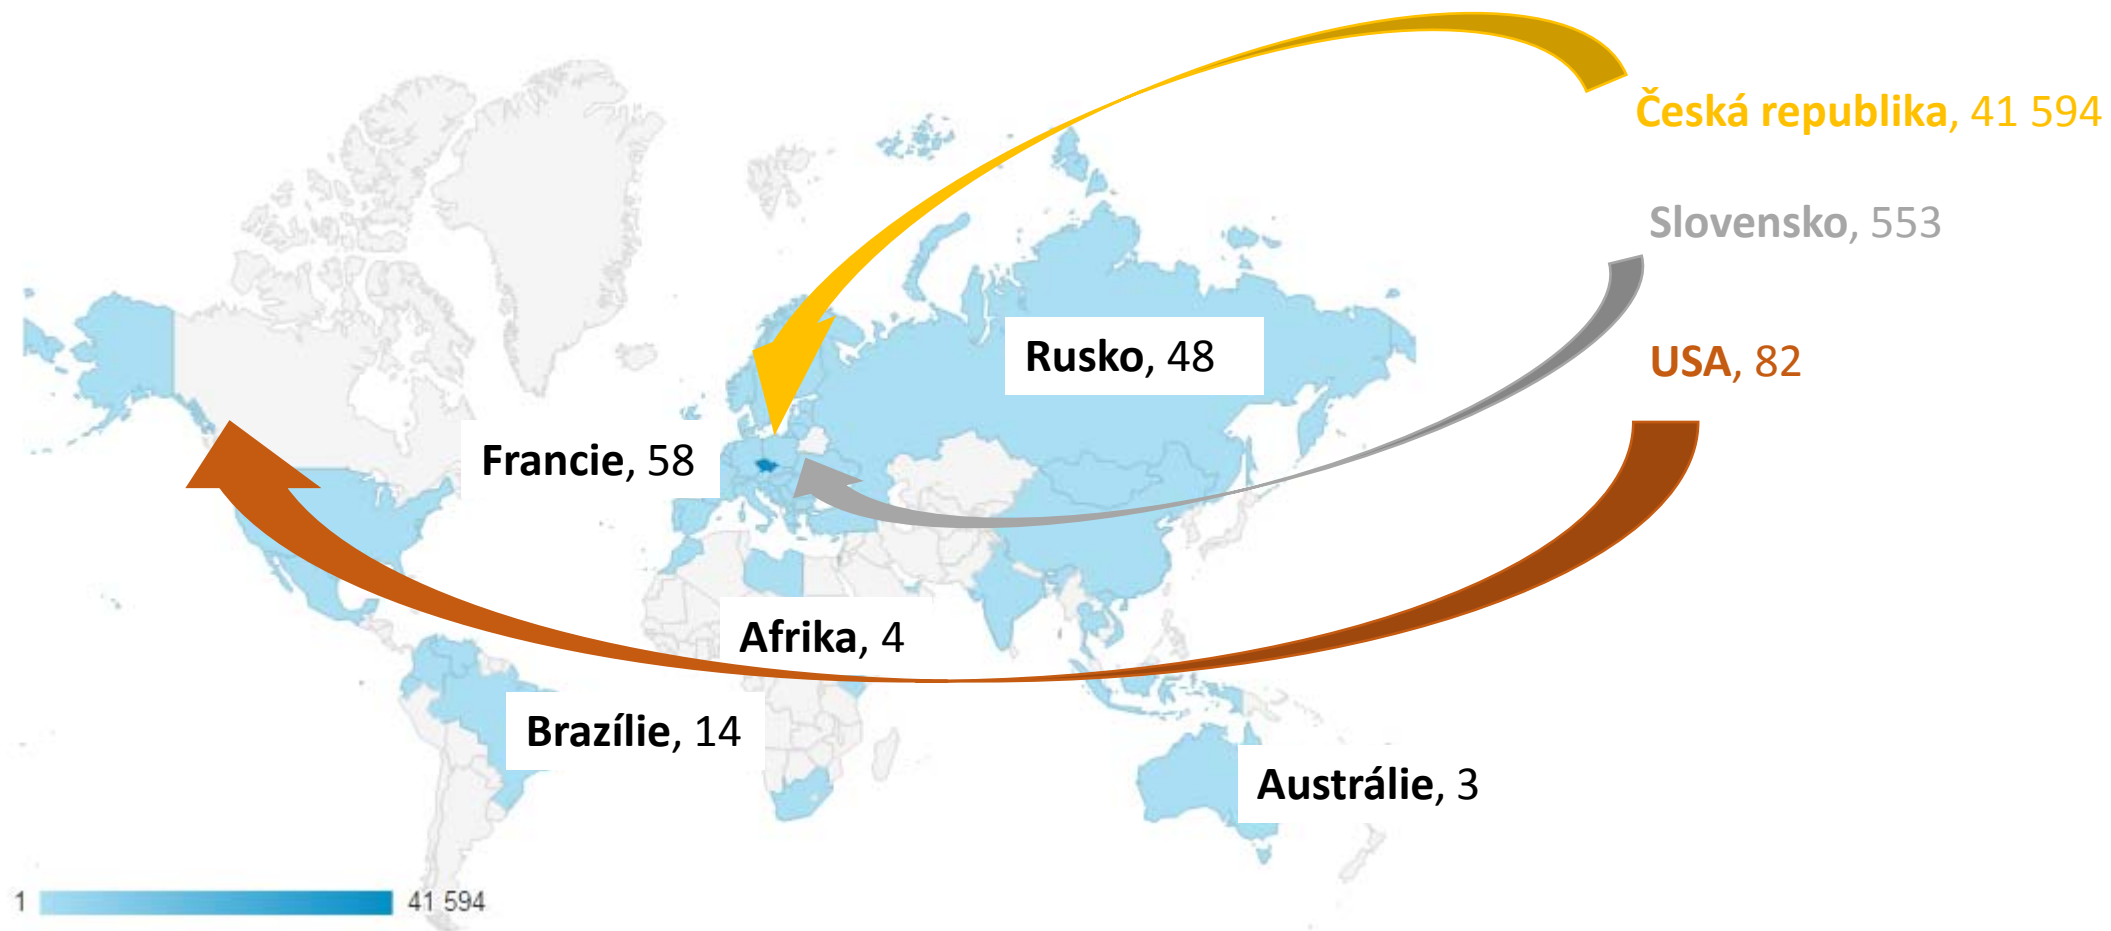 Česká republika, 41 594
Slovensko, 553
Rusko, 48
USA, 82
Francie, 58
Afrika, 4
Brazílie, 14
Austrálie, 3
1 41 594